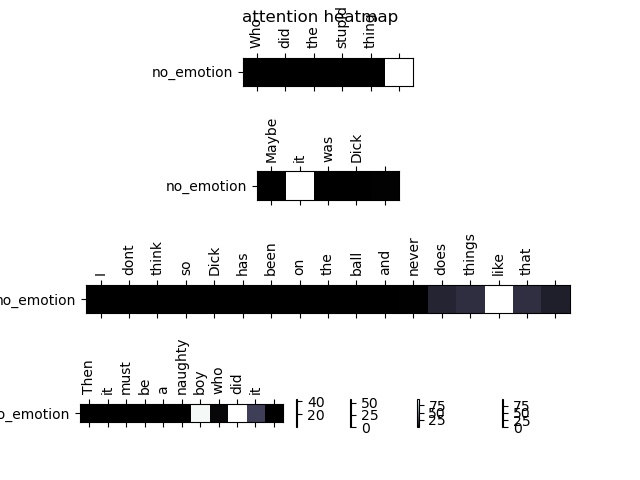 attention heatmap
Who did the stupid thing
no_emotion
Maybe it was Dick
no_emotion
I dont think so Dick has been on the ball and never does things like that
no_emotion
Then it must be a naughty boy who did it
o_emotion
40 50 75 75
20 25 50 50
0 25 25
0